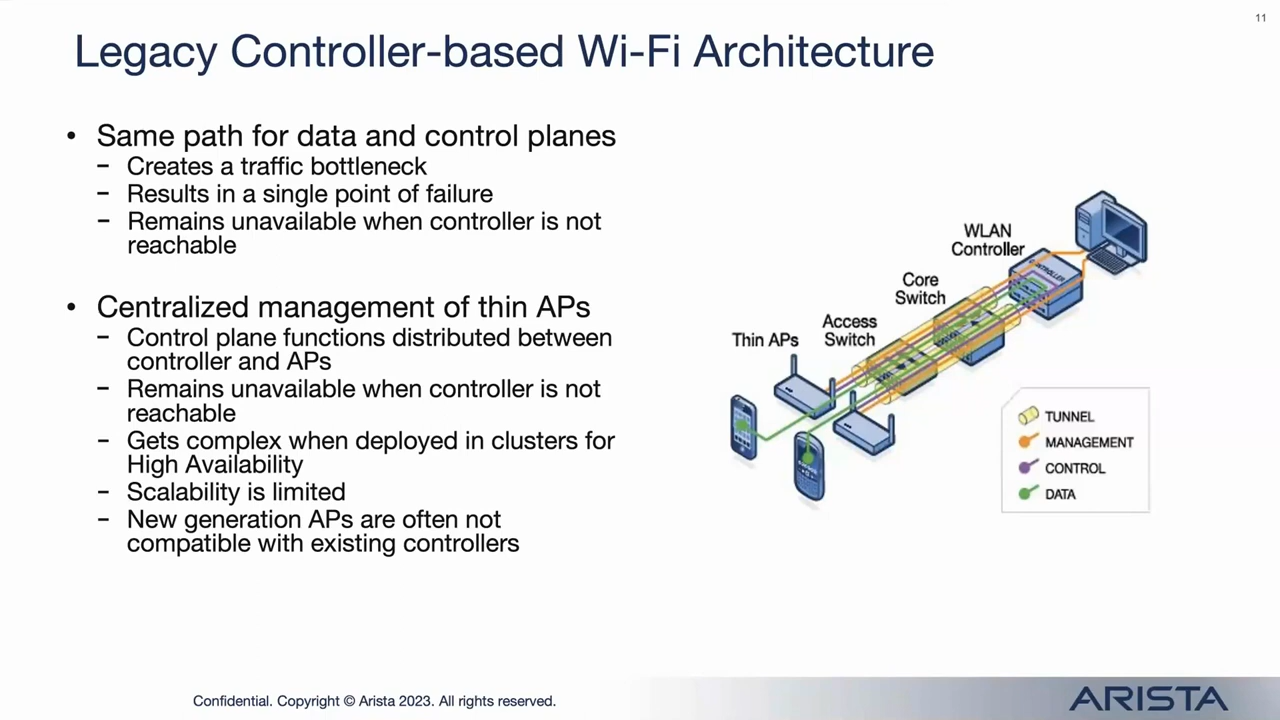 11
Legacy Controller-based Wi-Fi Architecture
• Same path for data and control planes
– Creates a traffic bottleneck
– Results in a single point of failure
– Remains unavailable when controller is not
reachable
• Centralized management of thin APs
– Control plane functions distributed between
controller and APs
– Remains unavailable when controller is not
reachable
– Gets complex when deployed in clusters for
High Availability
– Scalability is limited
– New generation APs are often not
compatible with existing controllers
WLAN
Controller
CONTROLLER
Core
Switch
Access
Switch
Thin APs
TUNNEL
MANAGEMENT
CONTROL
DATA
Confidential. Copyright © Arista 2023. All rights reserved.
ARISTA